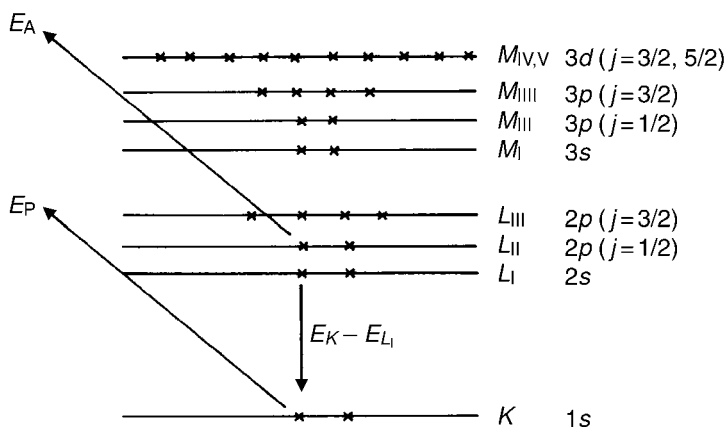 E_A
M_IV,V 3d (j = 3/2, 5/2)
M_IIII 3p (j = 3/2)
M_III 3p (j = 1/2)
M_I 3s
E_P
L_III 2p (j = 3/2)
L_II 2p (j = 1/2)
L_I 2s
E_K − E_L_I
K 1s